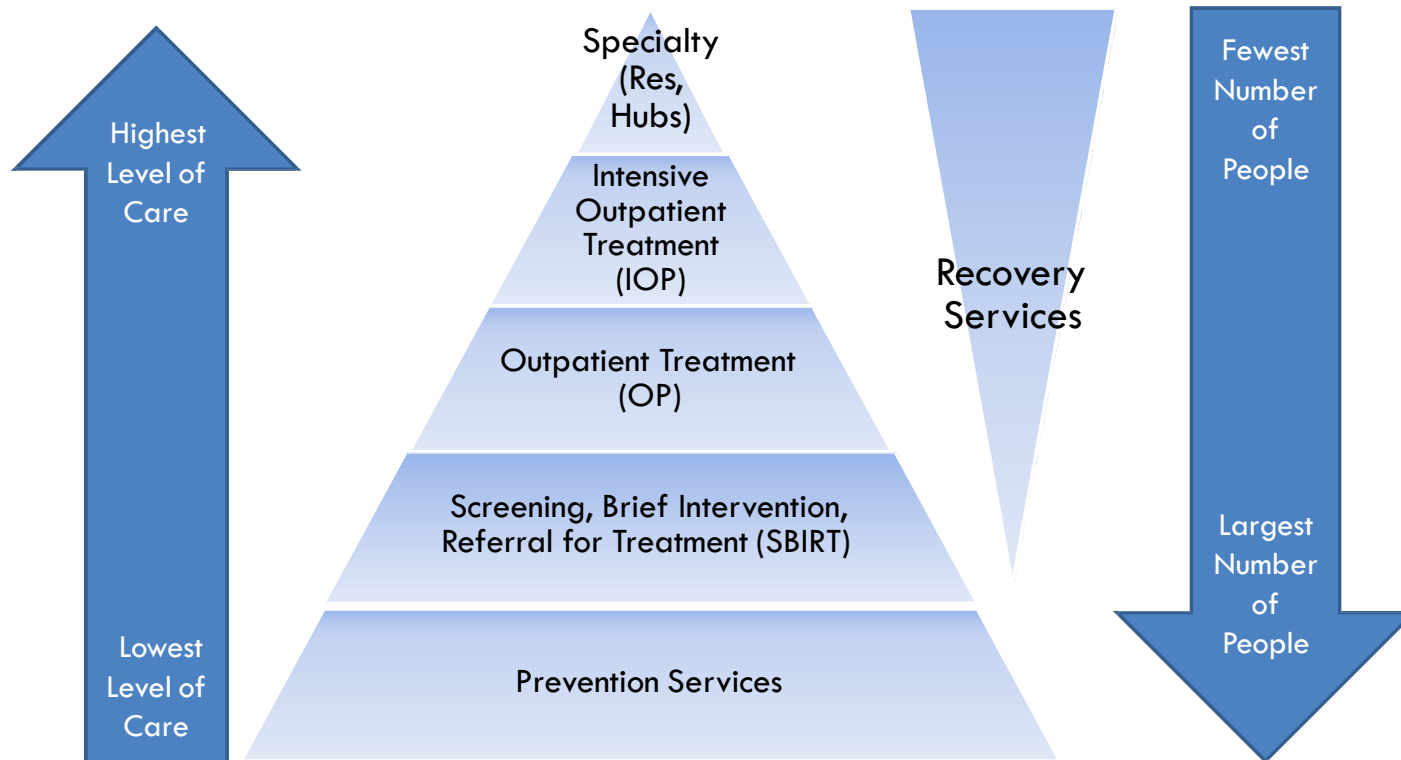 Highest
Level of
Care
Lowest
Level of
Care
Specialty
(Res,
Hubs)
Intensive
Outpatient
Treatment
(IOP)
Outpatient Treatment
(OP)
Screening, Brief Intervention,
Referral for Treatment (SBIRT)
Prevention Services
Recovery
Services
Fewest
Number
of
People
Largest
Number
of
People